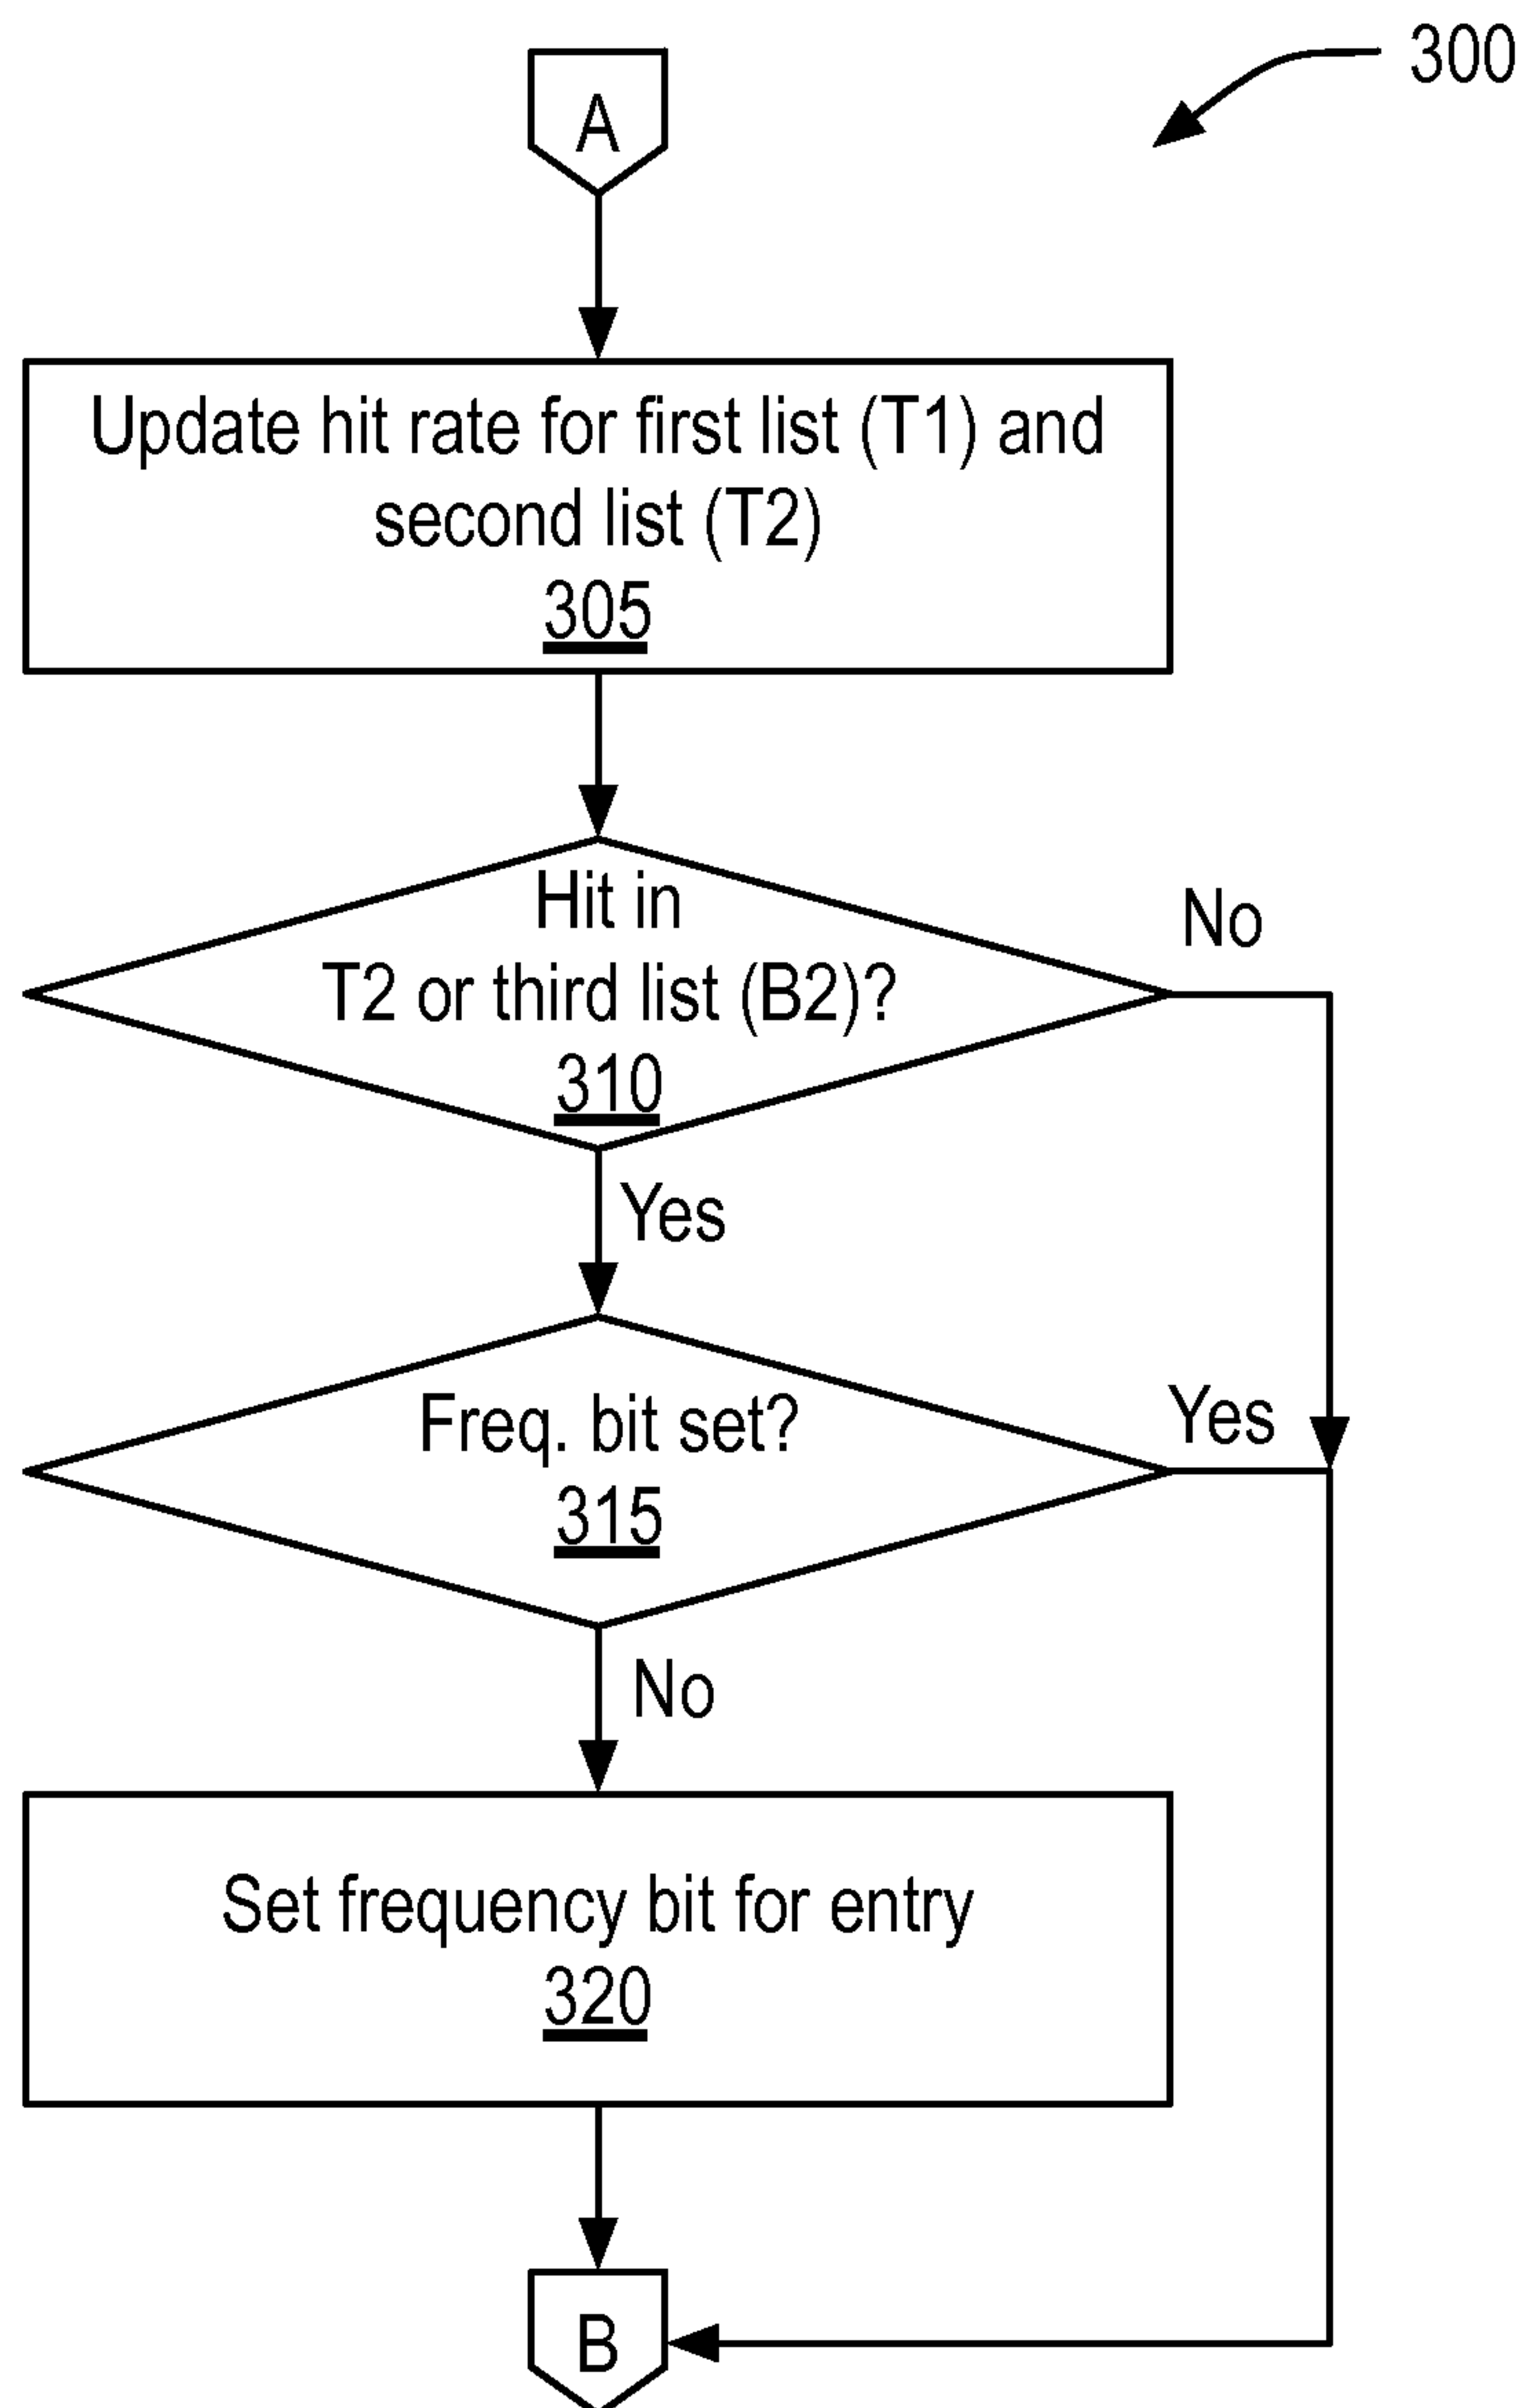 300
A
Update hit rate for first list (T1) and
second list (T2)
305
Hit in
T2 or third list (B2)?
310
No
Yes
Freq. bit set?
315
Yes
No
Set frequency bit for entry
320
B